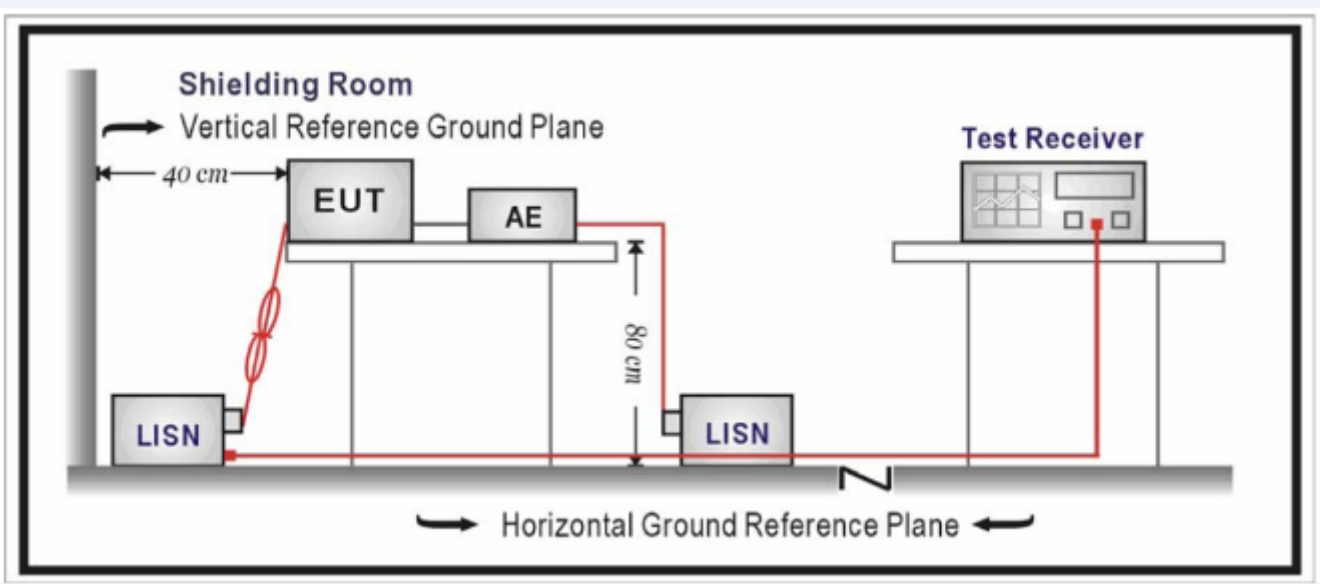 Shielding Room
Vertical Reference Ground Plane
40 cm
EUT
AE
Test Receiver
80 cm
LISN
LISN
Horizontal Ground Reference Plane